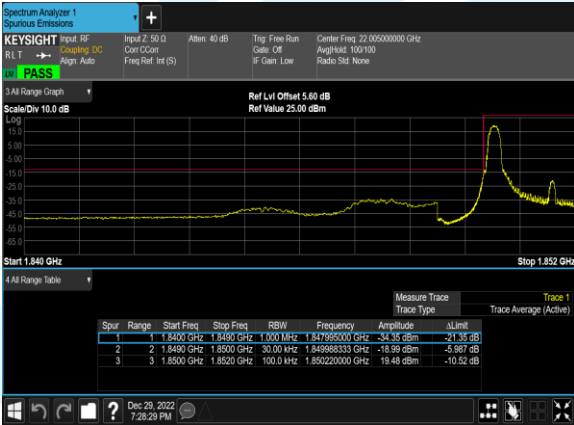 Spectrum Analyzer 1
Spurious Emissions
KEYSIGHT Input: RF Input Z: 50 Ω Atten: 40 dB Trig: Free Run Center Freq: 22.005000000 GHz
RLT Coupling: DC Corr CCorr Gate: Off Avg|Hold: 100/100
Align: Auto Freq Ref: Int (S) IF Gain: Low Radio Std: None
PASS
3 All Range Graph
Ref Lvl Offset 5.60 dB
Scale/Div 10.0 dB Ref Value 25.00 dBm
Log
15.0
5.00
-5.00
-15.0
-25.0
-35.0
-45.0
-55.0
-65.0
Start 1.840 GHz Stop 1.852 GHz
4 All Range Table
Measure Trace Trace 1
Trace Type Trace Average (Active)
Spur Range Start Freq Stop Freq RBW Frequency Amplitude ΔLimit
1 1 1.8400 GHz 1.8490 GHz 1.000 MHz 1.847995000 GHz -34.35 dBm -21.35 dB
2 2 1.8490 GHz 1.8500 GHz 30.00 kHz 1.849988333 GHz -18.99 dBm -5.987 dB
3 3 1.8500 GHz 1.8520 GHz 100.0 kHz 1.850220000 GHz 19.48 dBm -10.52 dB
? Dec 29, 2022
7:28:29 PM